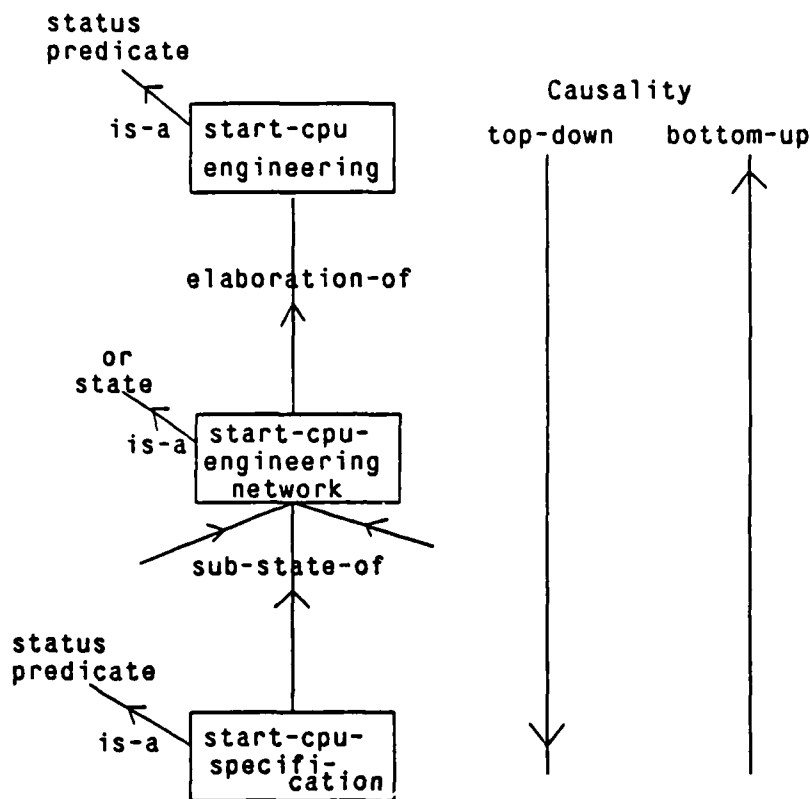 status
predicate
is-a
start-cpu
engineering
Causality
top-down
bottom-up
elaboration-of
or
state
is-a
start-cpu-
engineering
network
sub-state-of
status
predicate
is-a
start-cpu-
specifi-
cation